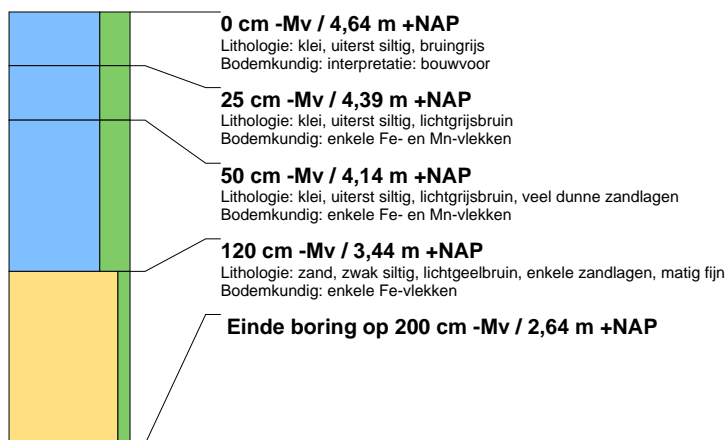 0 cm -Mv / 4,64 m +NAP
Lithologie: klei, uiterst siltig, bruingrijs
Bodemkundig: interpretatie: bouwvoor
25 cm -Mv / 4,39 m +NAP
Lithologie: klei, uiterst siltig, lichtgrijsbruin
Bodemkundig: enkele Fe- en Mn-vlekken
50 cm -Mv / 4,14 m +NAP
Lithologie: klei, uiterst siltig, lichtgrijsbruin, veel dunne zandlagen
Bodemkundig: enkele Fe- en Mn-vlekken
120 cm -Mv / 3,44 m +NAP
Lithologie: zand, zwak siltig, lichtgeelbruin, enkele zandlagen, matig fijn
Bodemkundig: enkele Fe-vlekken
Einde boring op 200 cm -Mv / 2,64 m +NAP